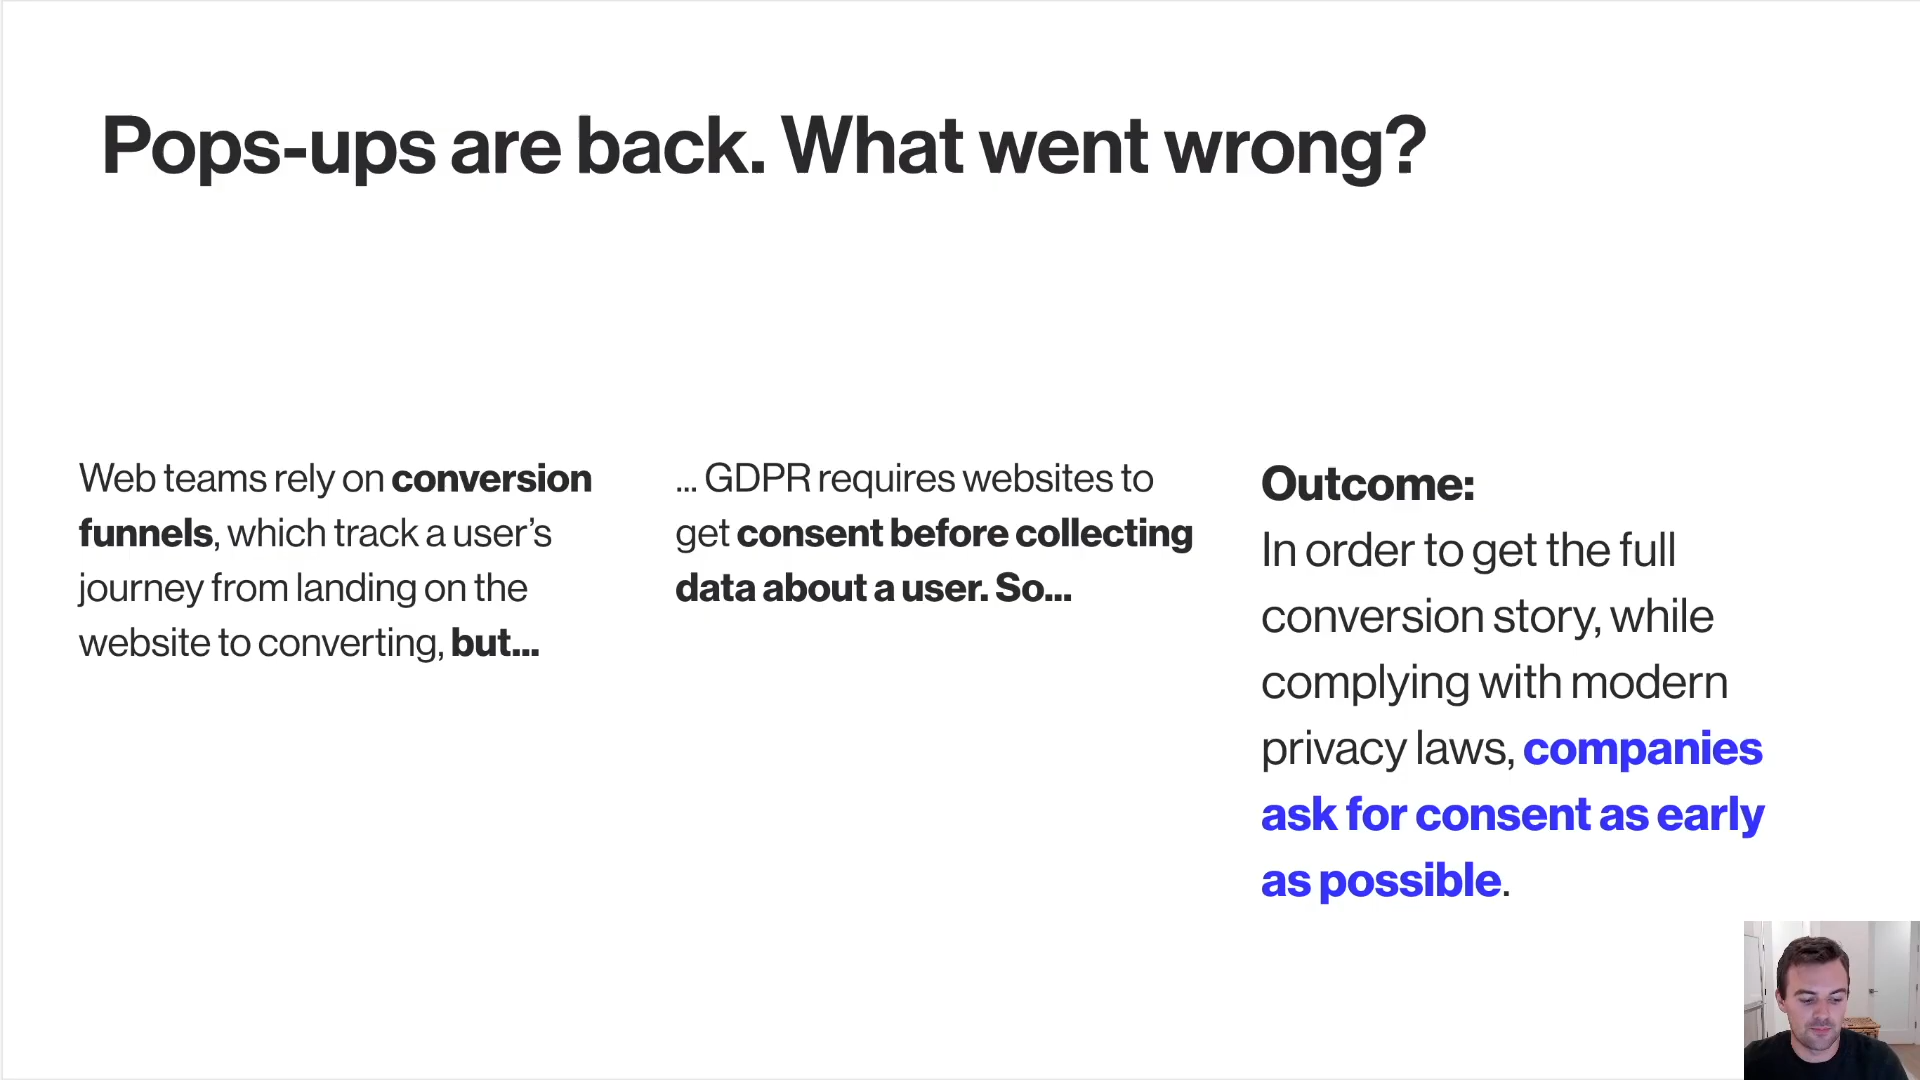 Pops-ups are back. What went wrong?
Web teams rely on conversion
funnels, which track a user’s
journey from landing on the
website to converting, but...
... GDPR requires websites to
get consent before collecting
data about a user. So...
Outcome:
In order to get the full
conversion story, while
complying with modern
privacy laws, companies
ask for consent as early
as possible.